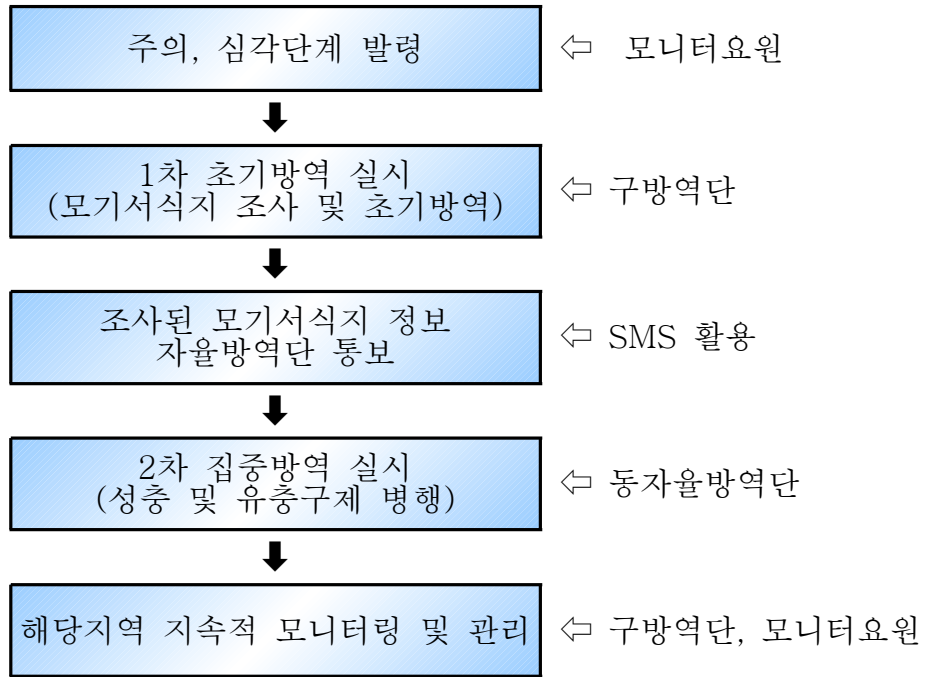 주의, 심각단계 발령 ⇦ 모니터요원
1차 초기방역 실시
(모기서식지 조사 및 초기방역) ⇦ 구방역단
조사된 모기서식지 정보
자율방역단 통보 ⇦ SMS 활용
2차 집중방역 실시
(성충 및 유충구제 병행) ⇦ 동자율방역단
해당지역 지속적 모니터링 및 관리 ⇦ 구방역단, 모니터요원